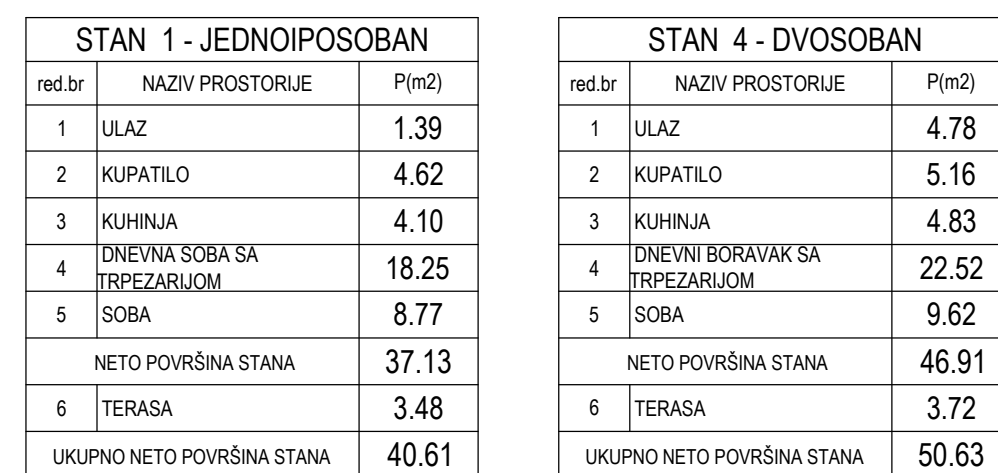 STAN 1 - JEDNOIPOSOBAN
red.br NAZIV PROSTORIJE P(m2)
1 ULAZ 1.39
2 KUPATILO 4.62
3 KUHINJA 4.10
4 DNEVNA SOBA SA TRPEZARIJOM 18.25
5 SOBA 8.77
NETO POVRŠINA STANA 37.13
6 TERASA 3.48
UKUPNO NETO POVRŠINA STANA 40.61
STAN 4 - DVOSOBAN
red.br NAZIV PROSTORIJE P(m2)
1 ULAZ 4.78
2 KUPATILO 5.16
3 KUHINJA 4.83
4 DNEVNI BORAVAK SA TRPEZARIJOM 22.52
5 SOBA 9.62
NETO POVRŠINA STANA 46.91
6 TERASA 3.72
UKUPNO NETO POVRŠINA STANA 50.63